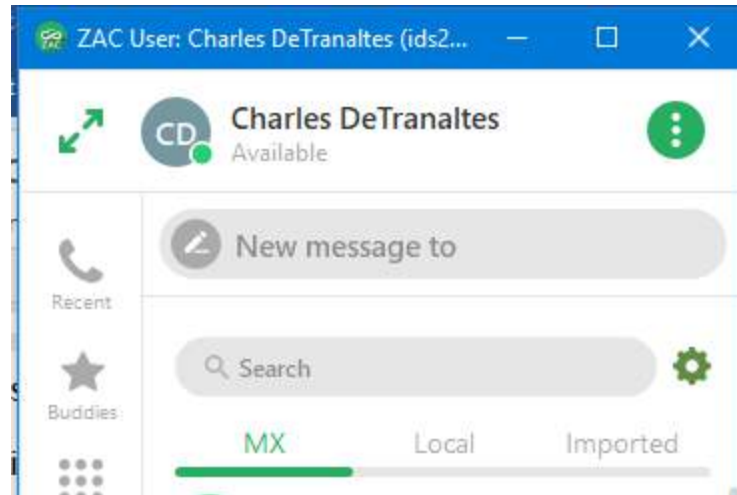 ZAC User: Charles DeTranaltes (ids2...
Charles DeTranaltes
CD
Available
New message to
Recent
Search
Buddies
MX Local Imported